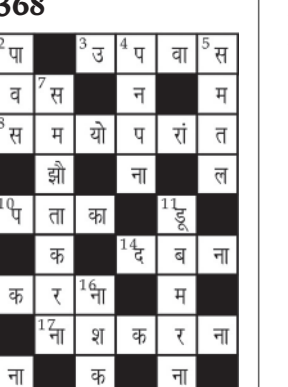 368
2पा 3उ 4प वा 5स
व 7स न म
8स म यो प रां त
झौ ना ल
10प ता का 11डू
क 14द ब ना
क र 16ना म
17ना श क र ना
ना क ना